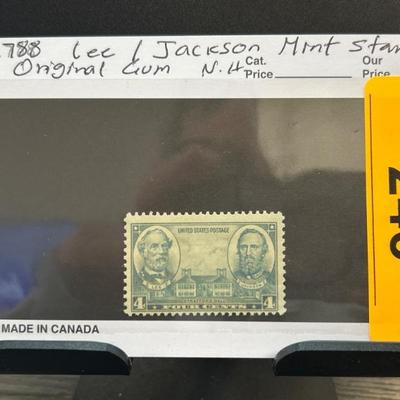 788 Lee / Jackson Mint Stam
Original Gum N.H Cat. Price Our Price
UNITED STATES POSTAGE
LEE JACKSON
STRATFORD HALL
4 FOUR CENTS 4
MADE IN CANADA
246